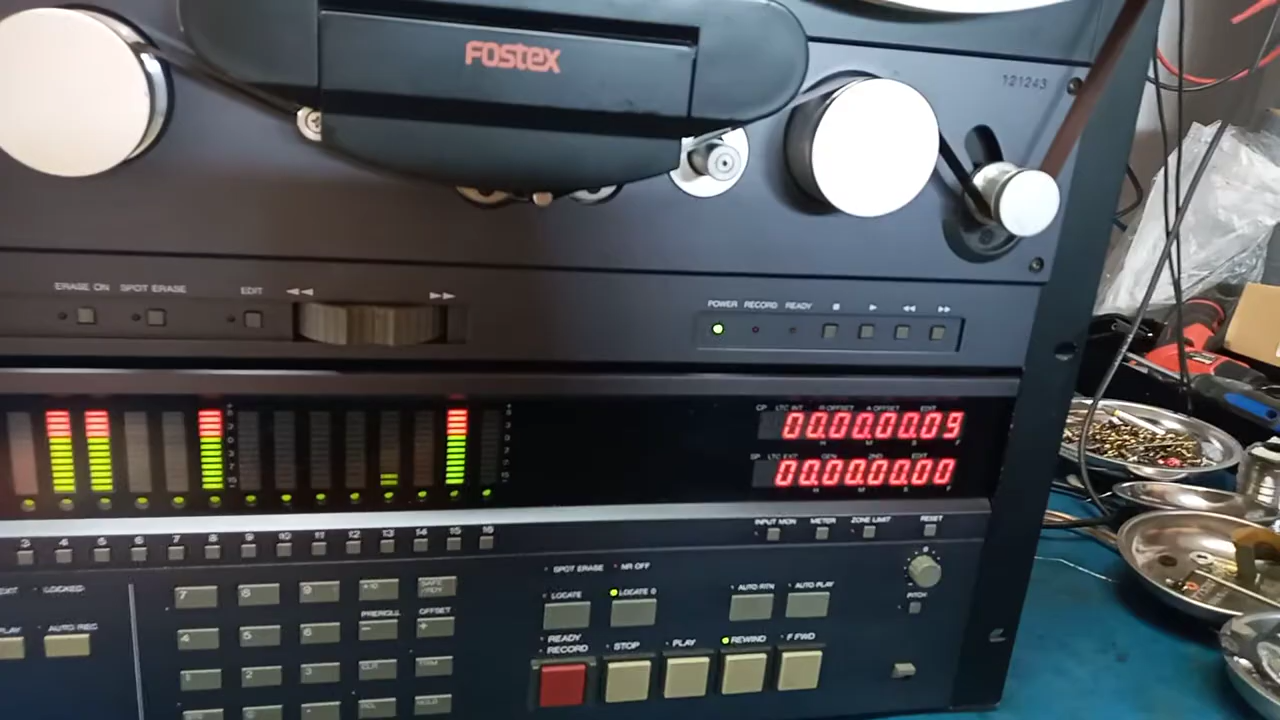 FOSTEX
121243
ERASE ON SPOT ERASE EDIT
POWER RECORD READY
CP LTC INT R OFFSET A OFFSET EDIT
00.00.00.09
H M S F
SP LTC EXT GEN 2ND EDIT
00.00.00.00
H M S F
INPUT MON METER ZONE LIMIT RESET
3 4 5 6 7 8 9 10 11 12 13 14 15 16
SPOT ERASE NR OFF
LOCKED
7 8 9 +10 SAFE
LOCATE LOCATE 0 AUTO RTN AUTO PLAY
PITCH
PREROLL OFFSET
PLAY AUTO REC
4 5 6 - +
READY
RECORD STOP PLAY REWIND F FWD
1 2 3 CLR TRIM
HOLD